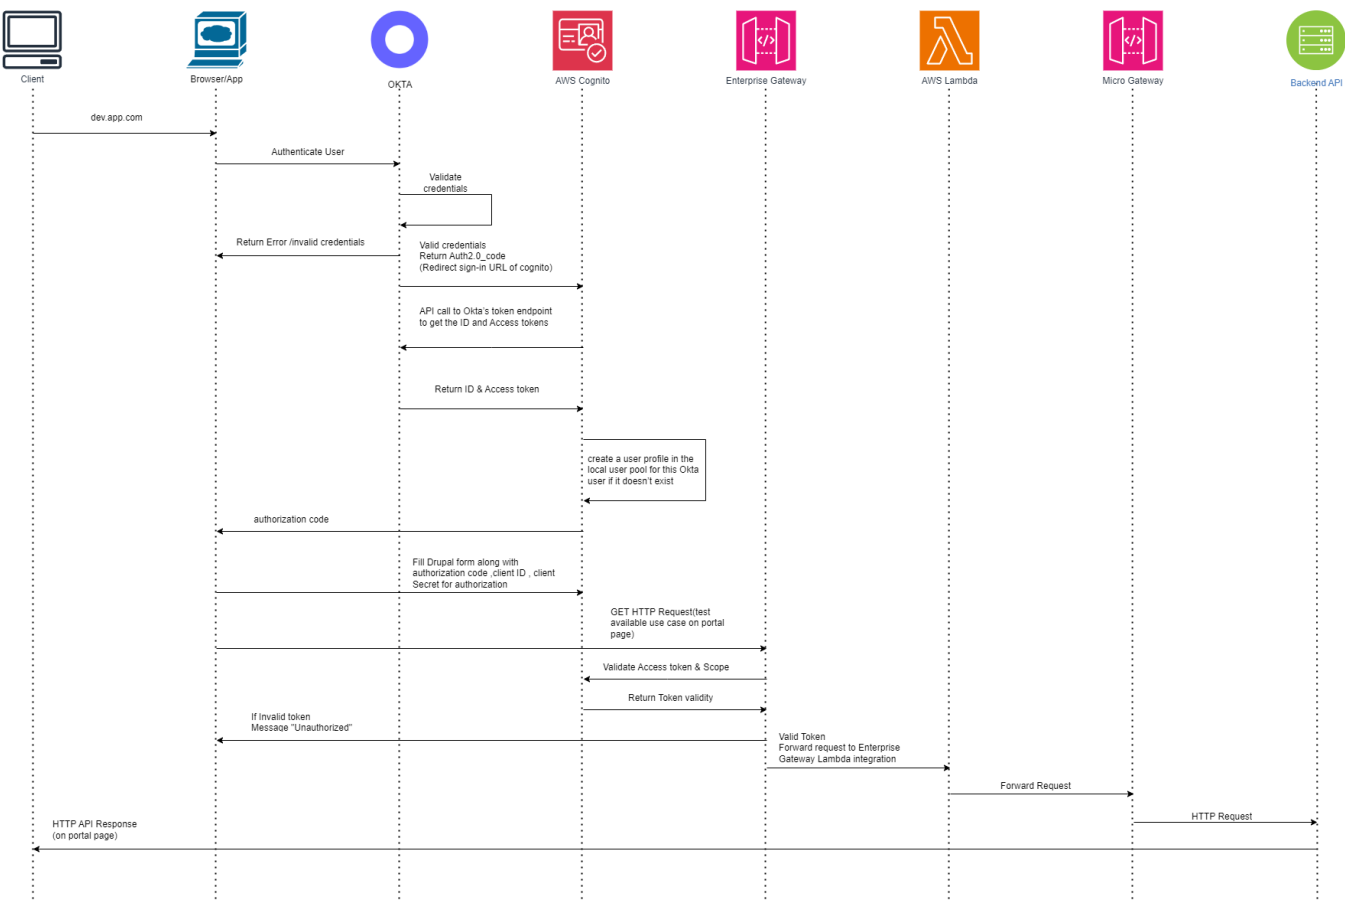 Client
Browser/App
OKTA
AWS Cognito
Enterprise Gateway
AWS Lambda
Micro Gateway
Backend API
dev.app.com
Authenticate User
Validate
credentials
Return Error /invalid credentials
Valid credentials
Return Auth2.0_code
(Redirect sign-in URL of cognito)
API call to Okta's token endpoint
to get the ID and Access tokens
Return ID & Access token
create a user profile in the
local user pool for this Okta
user if it doesn't exist
authorization code
Fill Drupal form along with
authorization code ,client ID , client
Secret for authorization
GET HTTP Request(test
available use case on portal
page)
Validate Access token & Scope
Return Token validity
If Invalid token
Message "Unauthorized"
Valid Token
Forward request to Enterprise
Gateway Lambda integration
Forward Request
HTTP Request
HTTP API Response
(on portal page)